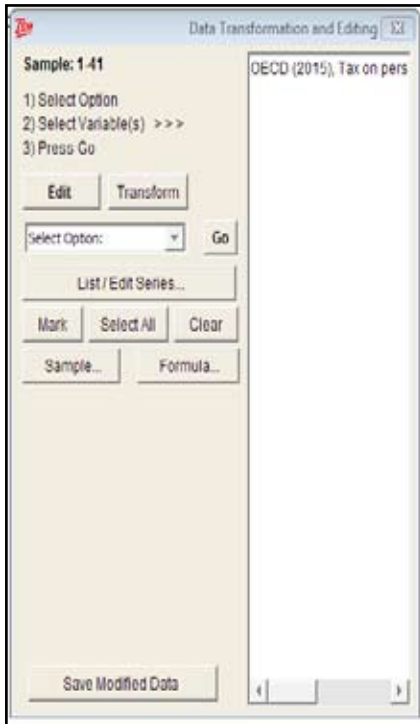 Data Transformation and Editing
Sample: 1-41
1) Select Option
2) Select Variable(s) >>>
3) Press Go
Edit Transform
Select Option: Go
List / Edit Series...
Mark Select All Clear
Sample... Formula...
Save Modified Data
OECD (2015), Tax on pers